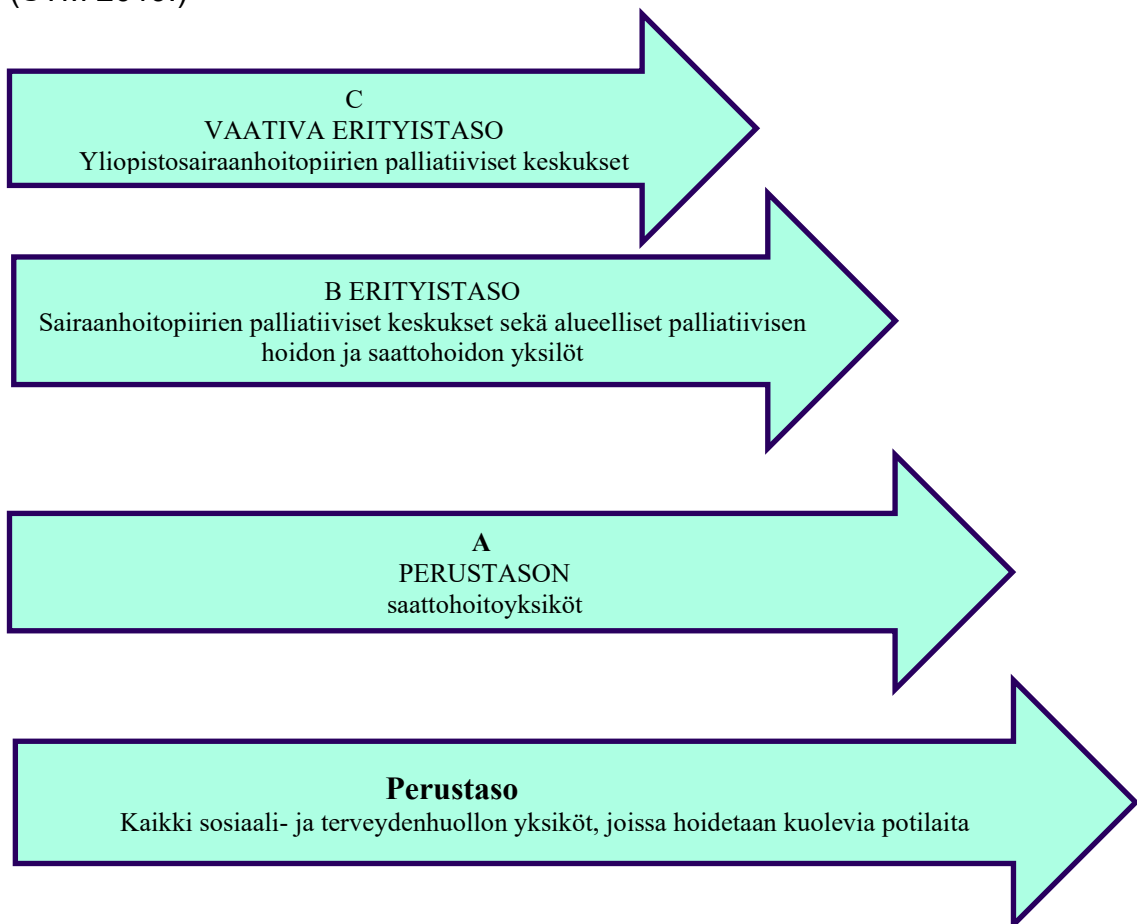 C
VAATIVA ERITYISTASO
Yliopistosairaanhoitopiirien palliatiiviset keskukset
B ERITYISTASO
Sairaanhoitopiirien palliatiiviset keskukset sekä alueelliset palliatiivisen
hoidon ja saattohoidon yksilöt
A
PERUSTASON
saattohoitoyksiköt
Perustaso
Kaikki sosiaali- ja terveydenhuollon yksiköt, joissa hoidetaan kuolevia potilaita